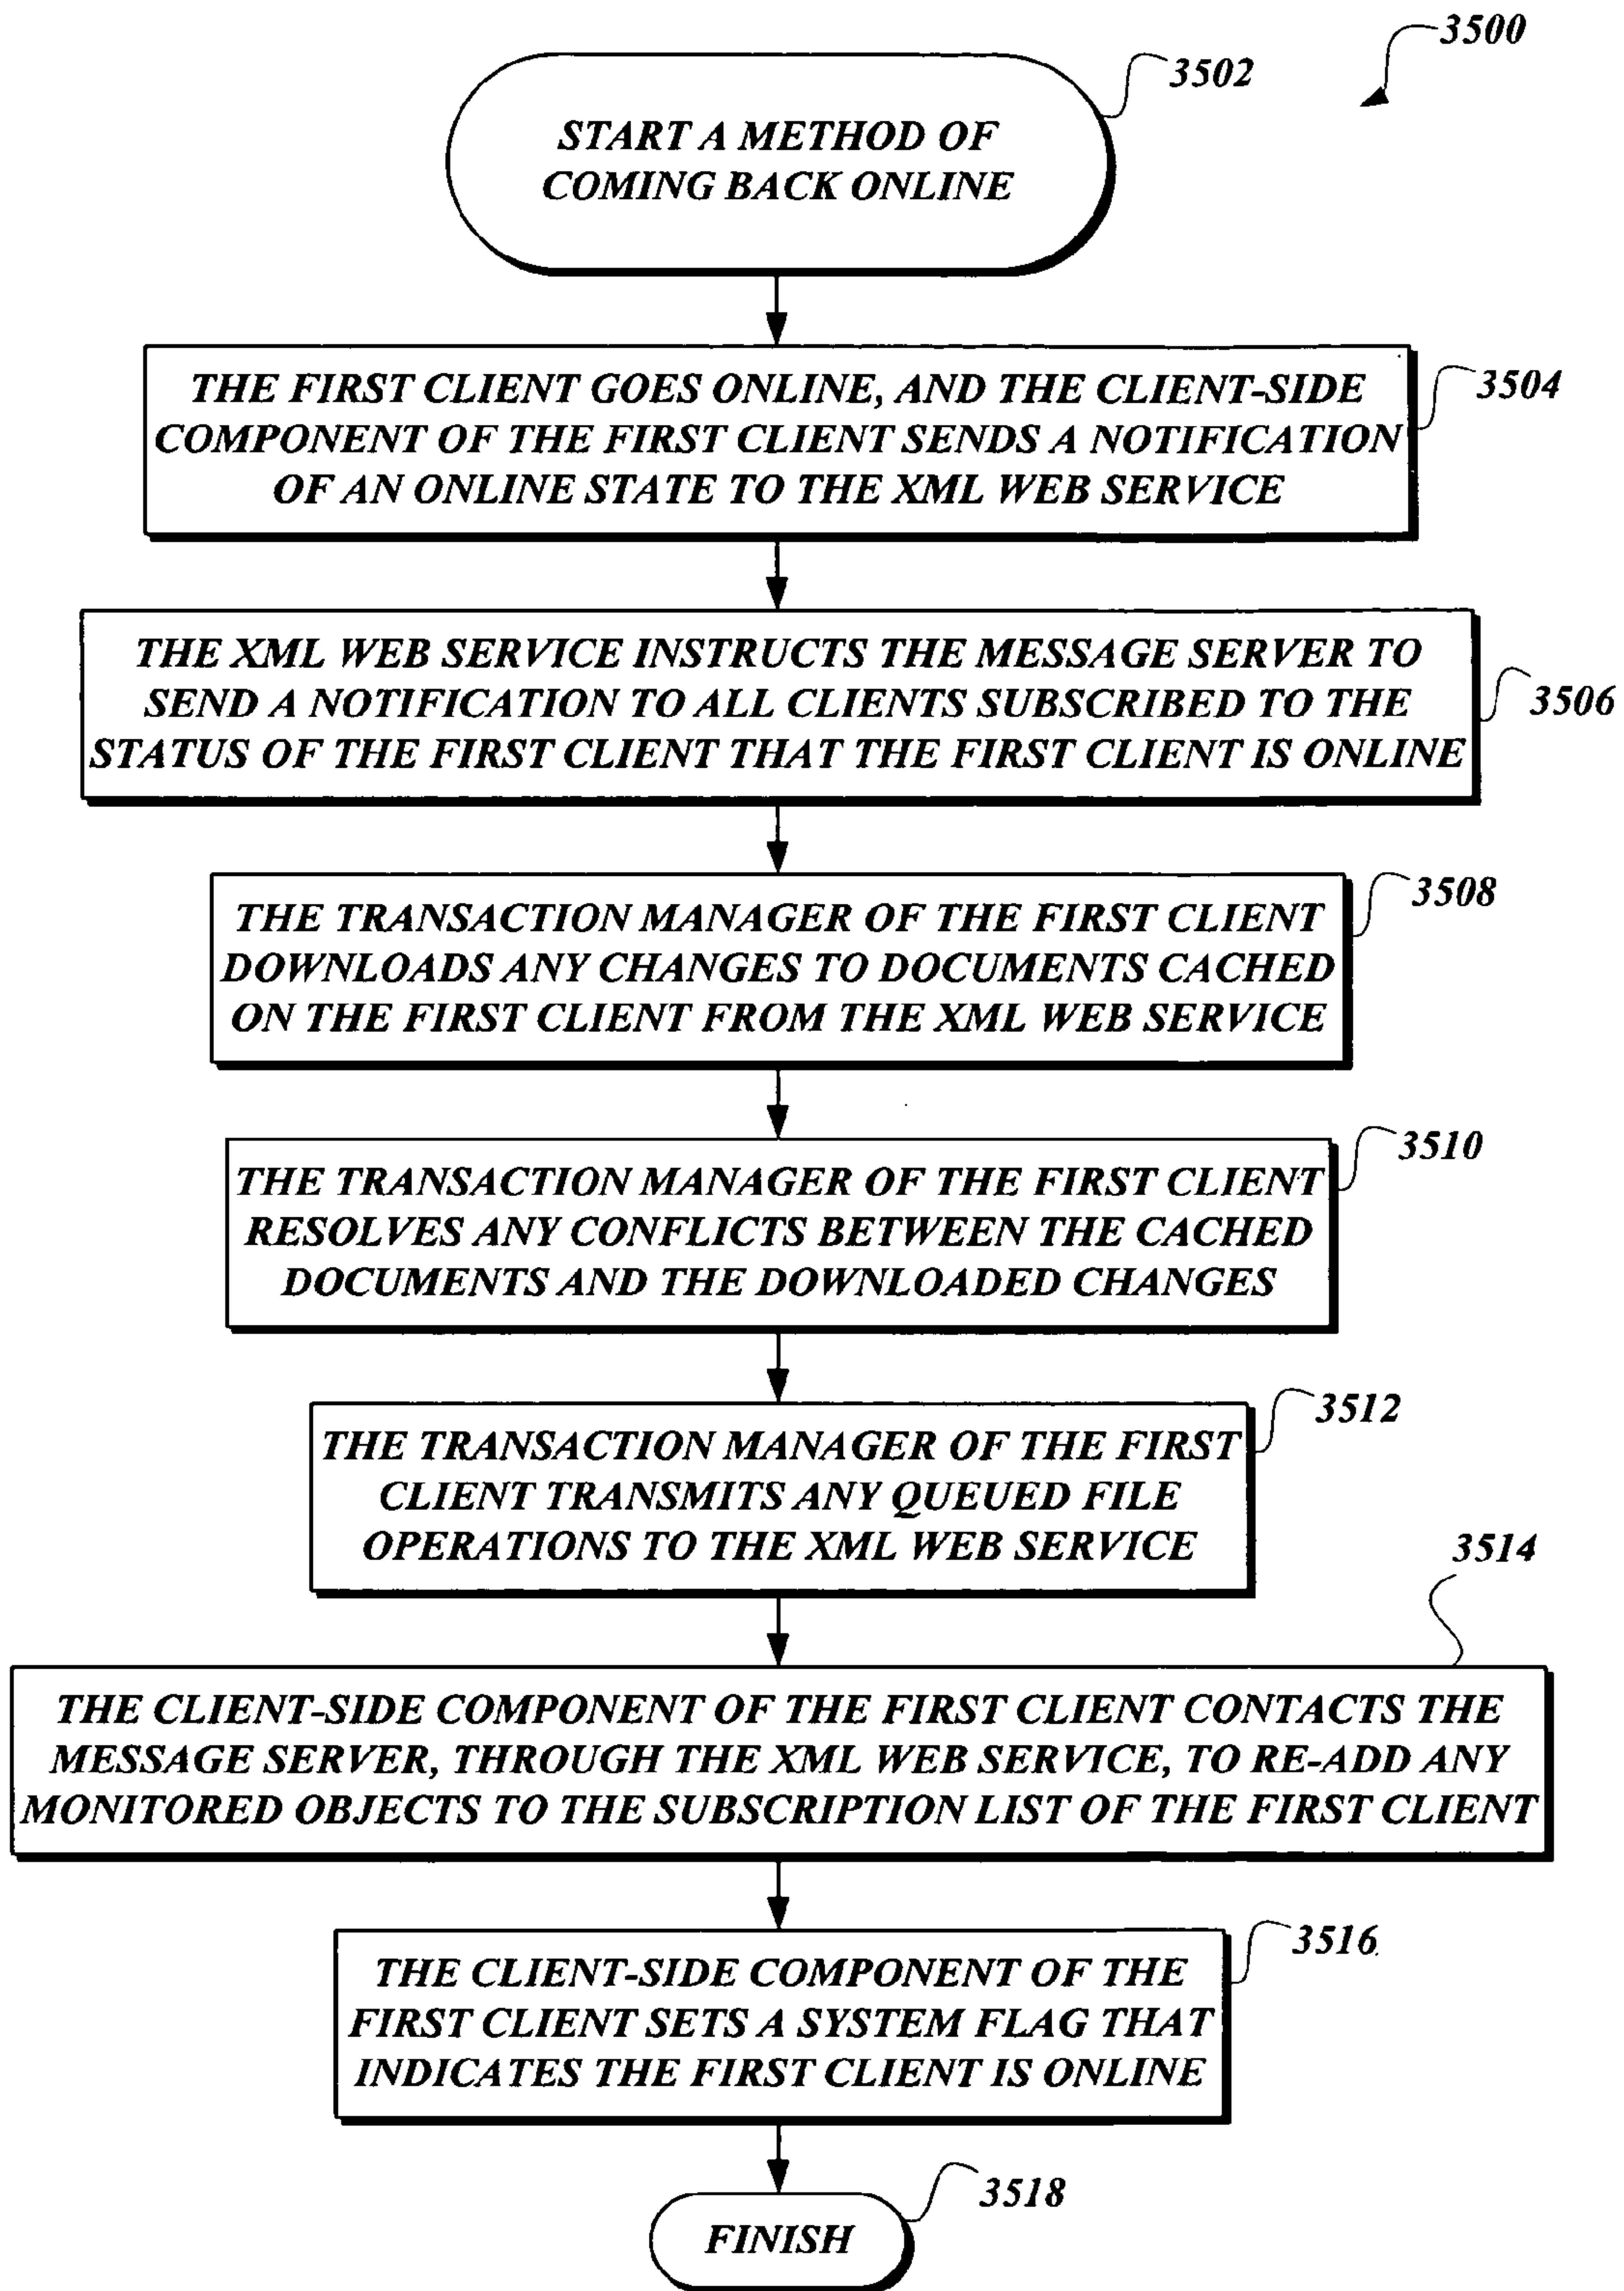 3500
3502
START A METHOD OF
COMING BACK ONLINE
3504
THE FIRST CLIENT GOES ONLINE, AND THE CLIENT-SIDE
COMPONENT OF THE FIRST CLIENT SENDS A NOTIFICATION
OF AN ONLINE STATE TO THE XML WEB SERVICE
3506
THE XML WEB SERVICE INSTRUCTS THE MESSAGE SERVER TO
SEND A NOTIFICATION TO ALL CLIENTS SUBSCRIBED TO THE
STATUS OF THE FIRST CLIENT THAT THE FIRST CLIENT IS ONLINE
3508
THE TRANSACTION MANAGER OF THE FIRST CLIENT
DOWNLOADS ANY CHANGES TO DOCUMENTS CACHED
ON THE FIRST CLIENT FROM THE XML WEB SERVICE
3510
THE TRANSACTION MANAGER OF THE FIRST CLIENT
RESOLVES ANY CONFLICTS BETWEEN THE CACHED
DOCUMENTS AND THE DOWNLOADED CHANGES
3512
THE TRANSACTION MANAGER OF THE FIRST
CLIENT TRANSMITS ANY QUEUED FILE
OPERATIONS TO THE XML WEB SERVICE
3514
THE CLIENT-SIDE COMPONENT OF THE FIRST CLIENT CONTACTS THE
MESSAGE SERVER, THROUGH THE XML WEB SERVICE, TO RE-ADD ANY
MONITORED OBJECTS TO THE SUBSCRIPTION LIST OF THE FIRST CLIENT
3516
THE CLIENT-SIDE COMPONENT OF THE
FIRST CLIENT SETS A SYSTEM FLAG THAT
INDICATES THE FIRST CLIENT IS ONLINE
3518
FINISH